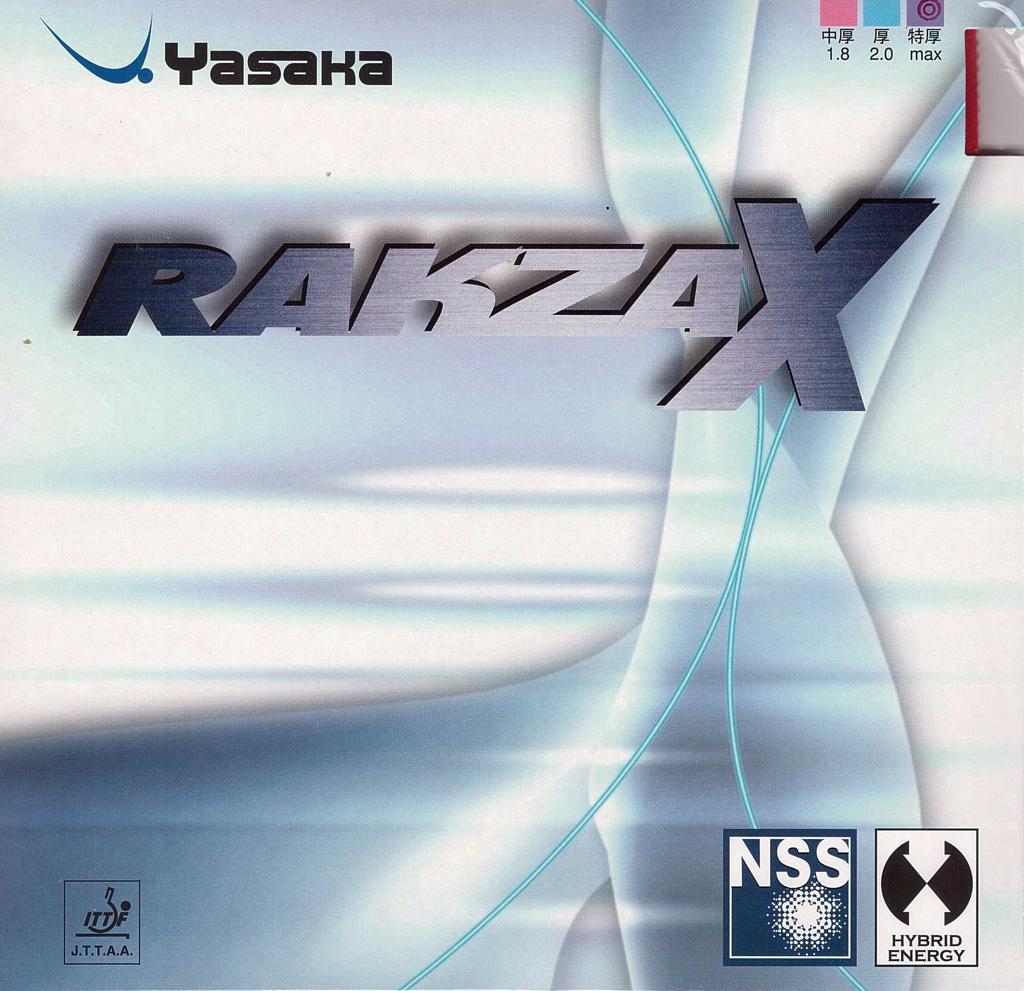 Yasaka
中厚 厚 特厚
1.8 2.0 max
RAKZA X
NSS
HYBRID
ENERGY
ITTF
J.T.T.A.A.